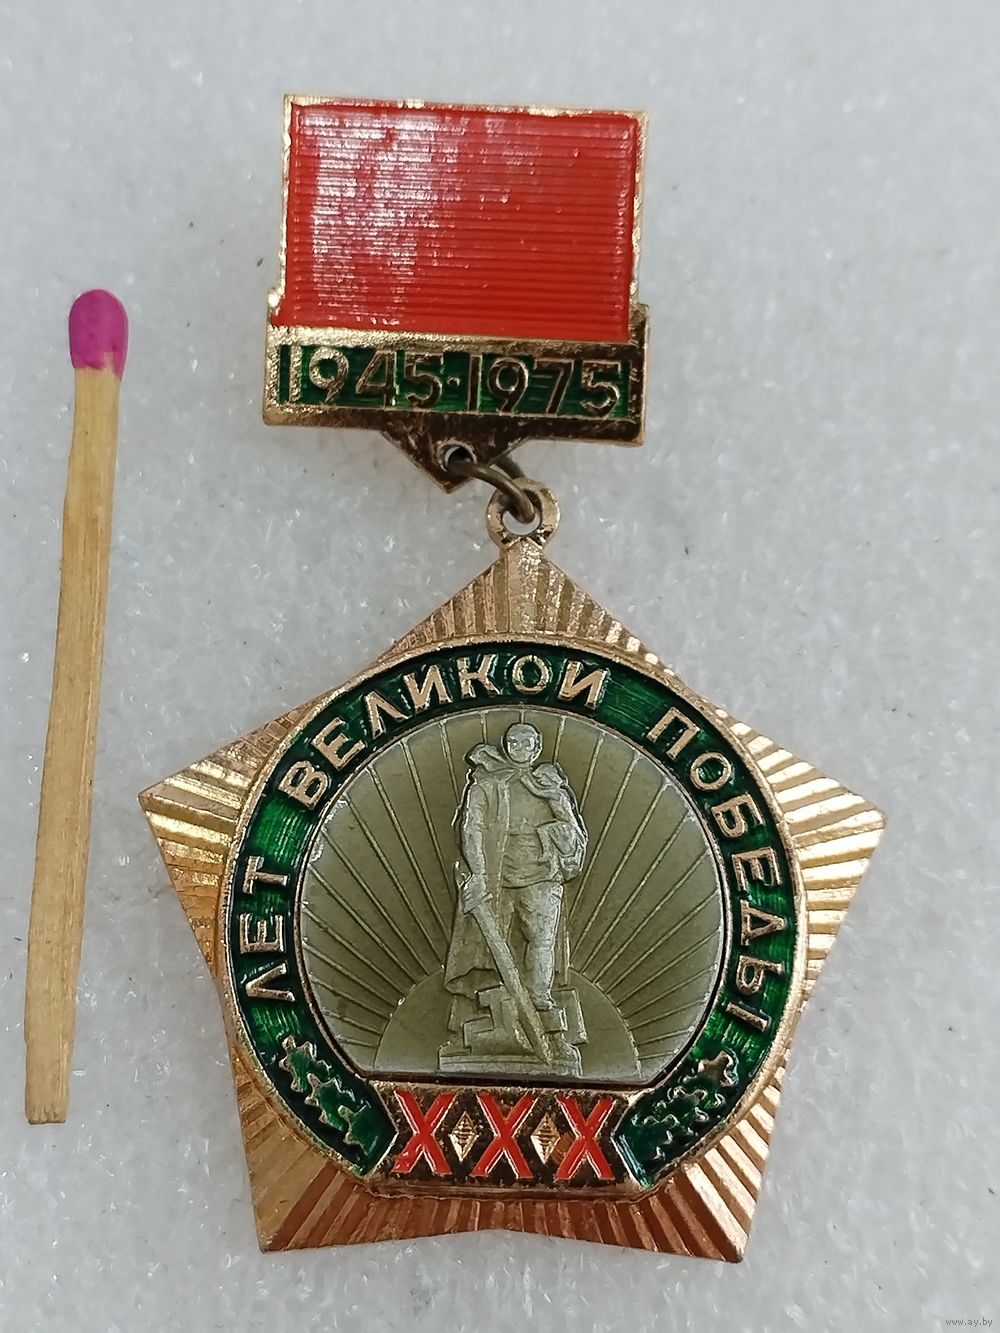 1945·1975
ЛЕТ ВЕЛИКОЙ ПОБЕДЫ
XXX
www.ay.by